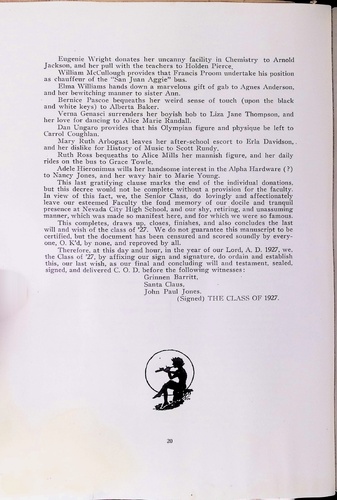 Eugenie Wright donates her uncanny facility in Chemistry to Arnold
Jackson, and her pull with the teachers to Holden Pierce,
William McCullough provides that Francis Proom undertake his position
as chauffeur of the "San Juan Aggie" bus.
Elma Williams hands down a marvelous gift of gab to Agnes Anderson,
and her bewitching manner to sister Ann.
Bernice Pascoe bequeaths her weird sense of touch (upon the black
and white keys) to Alberta Baker.
Verna Genasci surrenders her boyish bob to Liza Jane Thompson, and
her love for dancing to Alice Marie Randall.
Dan Ungaro provides that his Olympian figure and physique be left to
Carrol Coughlan.
Mary Ruth Arbogast leaves her after-school escort to Erla Davidson,
and her dislike for History of Music to Scott Rundy,
Ruth Ross bequeaths to Alice Mills her mannish figure, and her daily
rides on the bus to Grace Towle,
Adele Hieronimus wills her handsome interest in the Alpha Hardware (?)
to Nancy Jones, and her wavy hair to Marie Young.
This last gratifying clause marks the end of the individual donations,
but this decree would not be complete without a provision for the faculty.
In view of this fact, we, the Senior Class, do lovingly and affectionately
leave our esteemed Faculty the fond memory of our docile and tranquil
presence at Nevada City High School, and our shy, retiring, and unassuming
manner, which was made so manifest here, and for which we were so famous.
This completes, draws up, closes, finishes, and also concludes the last
will and wish of the class of '27. We do not guarantee this manuscript to be
certified, but the document has been censured and scored soundly by every-
one, O. K'd, by none, and reproved by all.
Therefore, at this day and hour, in the year of our Lord, A. D. 1927, we,
the Class of '27, by affixing our sign and signature, do ordain and establish
this, our last wish, as our final and concluding will and testament, sealed,
signed, and delivered C. O. D. before the following witnesses:
Grinnen Barritt,
Santa Claus,
John Paul Jones.
(Signed) THE CLASS OF 1927.
20